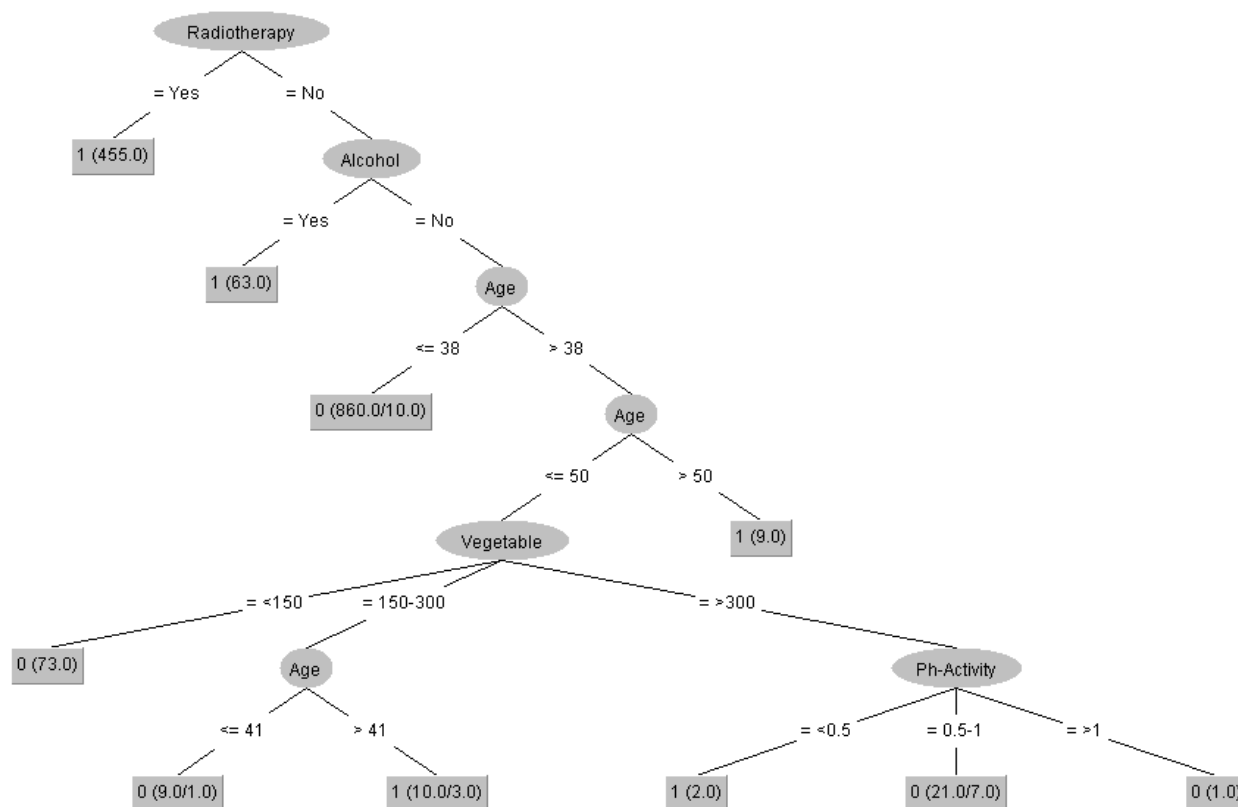 Radiotherapy
= Yes
= No
1 (455.0)
Alcohol
= Yes
= No
1 (63.0)
Age
<= 38
> 38
0 (860.0/10.0)
Age
<= 50
> 50
Vegetable
1 (9.0)
= <150
= 150-300
= >300
0 (73.0)
Age
Ph-Activity
<= 41
> 41
= <0.5
= 0.5-1
= >1
0 (9.0/1.0)
1 (10.0/3.0)
1 (2.0)
0 (21.0/7.0)
0 (1.0)